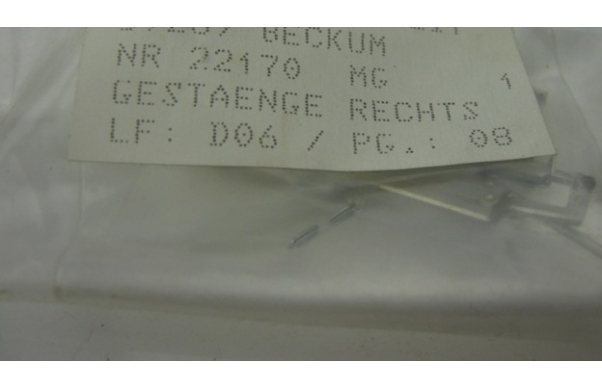 BECKUM
NR 22170 MG 1
GESTAENGE RECHTS
LF: D06 / PG.: 08